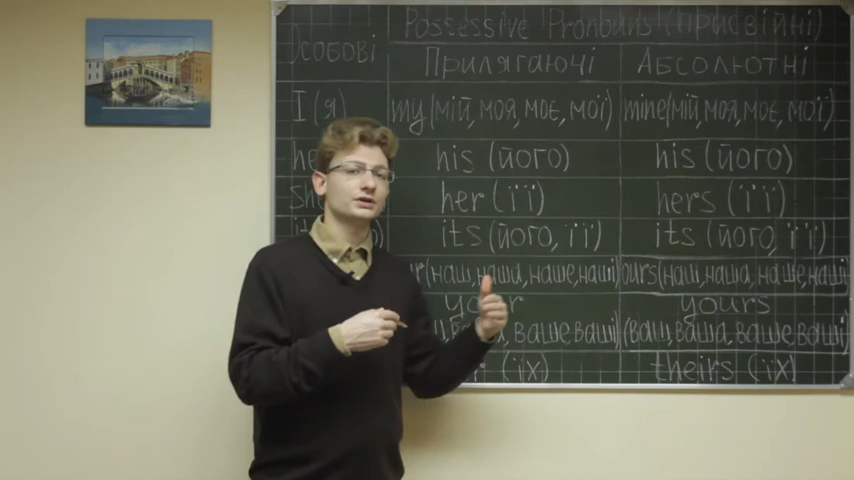 Possessive Pronouns (присвійні)
Особові Прилягаючі Абсолютні
I (я) my (мій, моя, моє, мої) mine (мій, моя, моє, мої)
his (його) his (його)
her (її) hers (її)
its (його, її) its (його, її)
(наш, наша, наше, наші) ours (наш, наша, наше, наші)
yours
ваше ваші) (ваш, ваша, ваше, ваші)
(їх) theirs (їх)